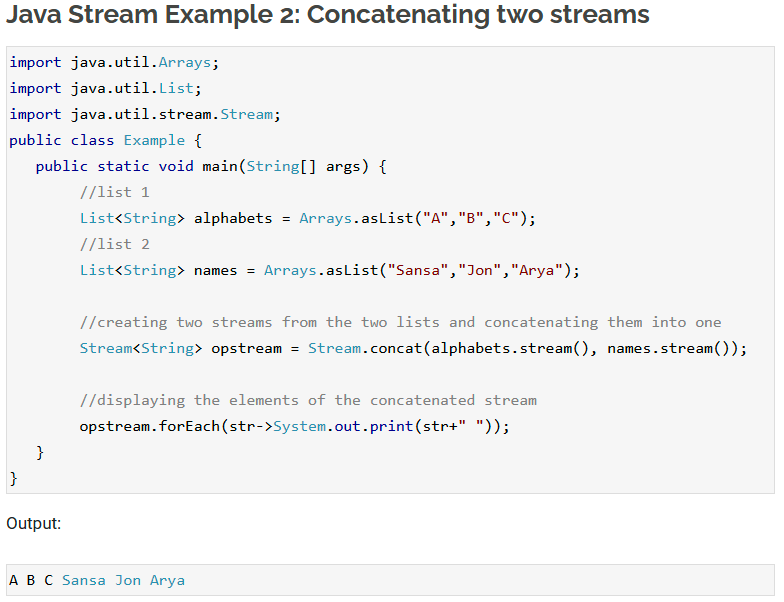 Java Stream Example 2: Concatenating two streams
import java.util.Arrays;
import java.util.List;
import java.util.stream.Stream;
public class Example {
   public static void main(String[] args) {
        //list 1
        List<String> alphabets = Arrays.asList("A","B","C");
        //list 2
        List<String> names = Arrays.asList("Sansa","Jon","Arya");

        //creating two streams from the two lists and concatenating them into one
        Stream<String> opstream = Stream.concat(alphabets.stream(), names.stream());

        //displaying the elements of the concatenated stream
        opstream.forEach(str->System.out.print(str+" "));
   }
}
Output:
A B C Sansa Jon Arya